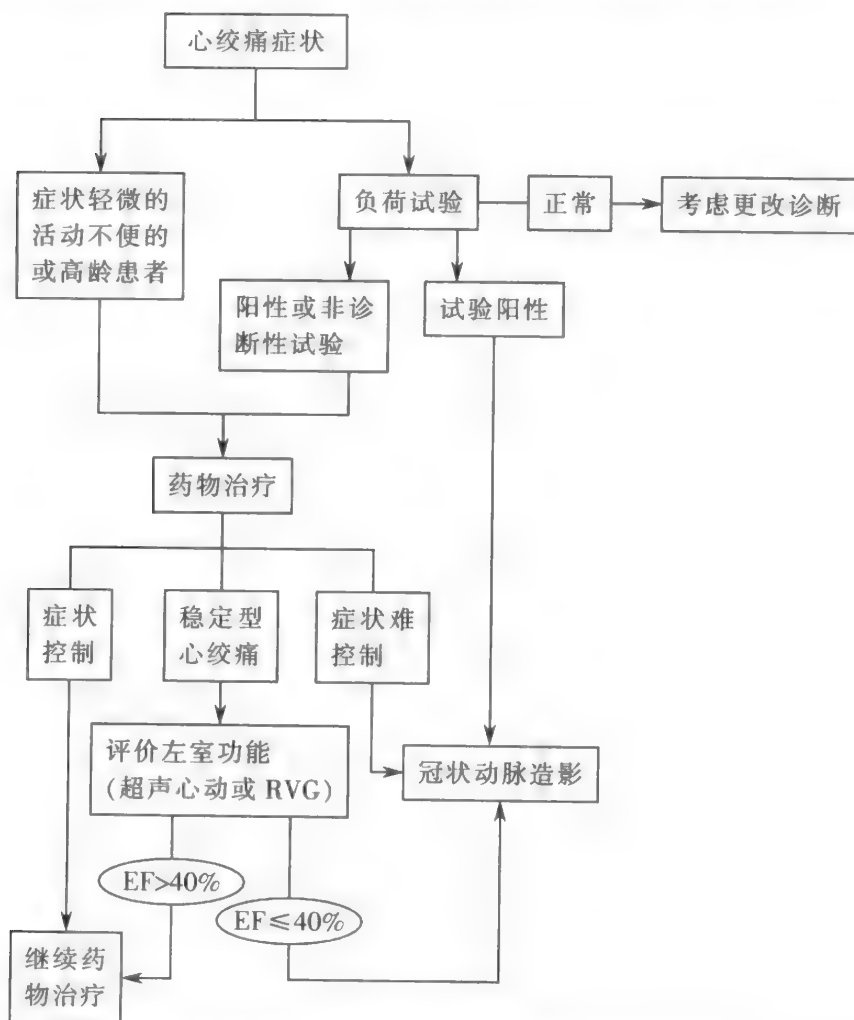 心绞痛症状
症状轻微的
活动不便的
或高龄患者
负荷试验
正常
考虑更改诊断
阳性或非诊
断性试验
试验阳性
药物治疗
症状
控制
稳定型
心绞痛
症状难
控制
评价左室功能
(超声心动或 RVG)
冠状动脉造影
EF>40%
EF≤40%
继续药
物治疗